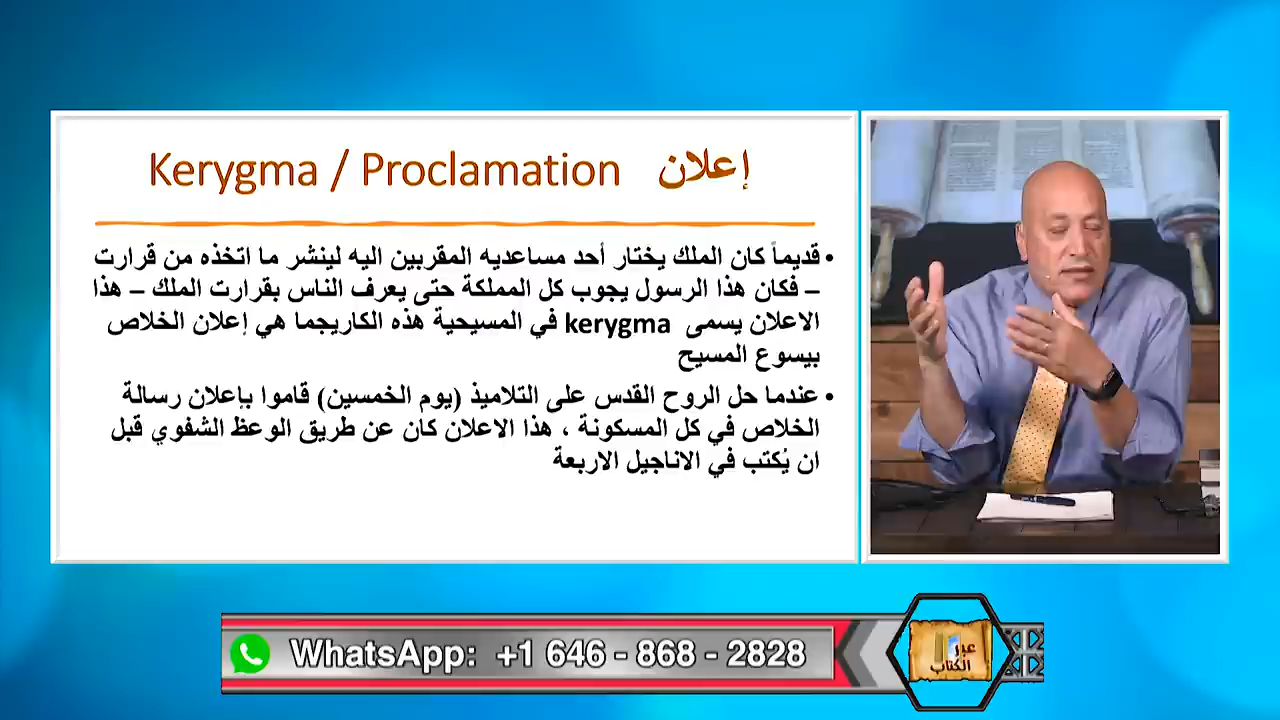 Kerygma / Proclamation إعلان
• قديماً كان الملك يختار أحد مساعديه المقربين اليه لينشر ما اتخذه من قرارت
– فكان هذا الرسول يجوب كل المملكة حتى يعرف الناس بقرارت الملك – هذا
الاعلان يسمى kerygma في المسيحية هذه الكاريجما هي إعلان الخلاص
بيسوع المسيح
• عندما حل الروح القدس على التلاميذ (يوم الخمسين) قاموا بإعلان رسالة
الخلاص في كل المسكونة ، هذا الاعلان كان عن طريق الوعظ الشفوي قبل
ان يُكتب في الاناجيل الاربعة
WhatsApp: +1 646 - 868 - 2828
عبر
الكتاب